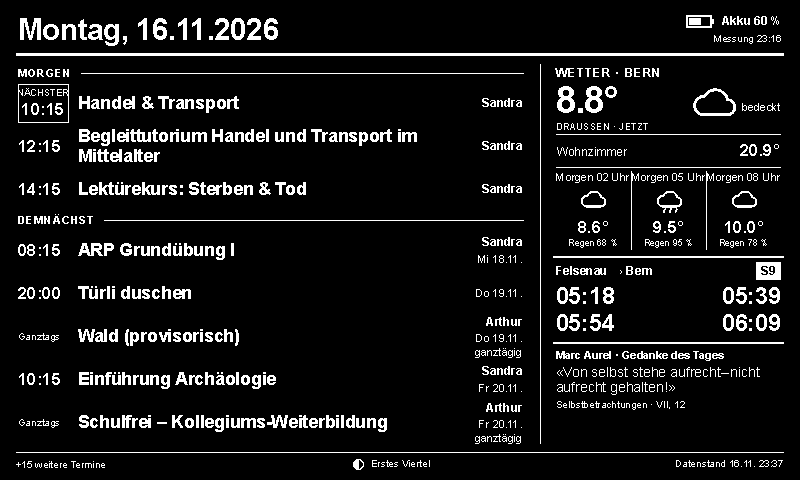 Montag, 16.11.2026
Akku 60 %
Messung 23:16
MORGEN
NÄCHSTER
10:15 Handel & Transport Sandra
12:15 Begleittutorium Handel und Transport im
Mittelalter Sandra
14:15 Lektürekurs: Sterben & Tod Sandra
DEMNÄCHST
08:15 ARP Grundübung I Sandra
Mi 18.11.
20:00 Türli duschen Do 19.11.
Ganztags Wald (provisorisch) Arthur
Do 19.11.
ganztägig
10:15 Einführung Archäologie Sandra
Fr 20.11.
Ganztags Schulfrei – Kollegiums-Weiterbildung Arthur
Fr 20.11.
ganztägig
WETTER · BERN
8.8° bedeckt
DRAUSSEN · JETZT
Wohnzimmer 20.9°
Morgen 02 Uhr Morgen 05 Uhr Morgen 08 Uhr
8.6° 9.5° 10.0°
Regen 68 % Regen 95 % Regen 78 %
Felsenau › Bern S9
05:18 05:39
05:54 06:09
Marc Aurel · Gedanke des Tages
«Von selbst stehe aufrecht–nicht
aufrecht gehalten!»
Selbstbetrachtungen · VII, 12
+15 weitere Termine Erstes Viertel Datenstand 16.11. 23:37